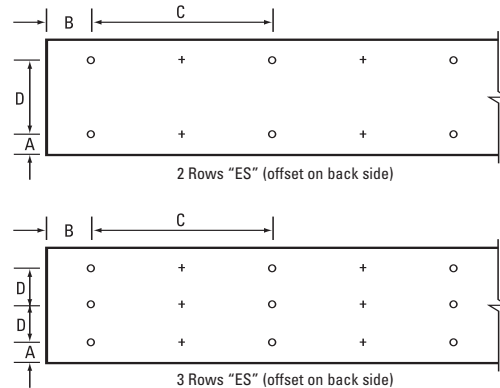 B C
D
A
2 Rows “ES” (offset on back side)
B C
D
D
A
3 Rows “ES” (offset on back side)